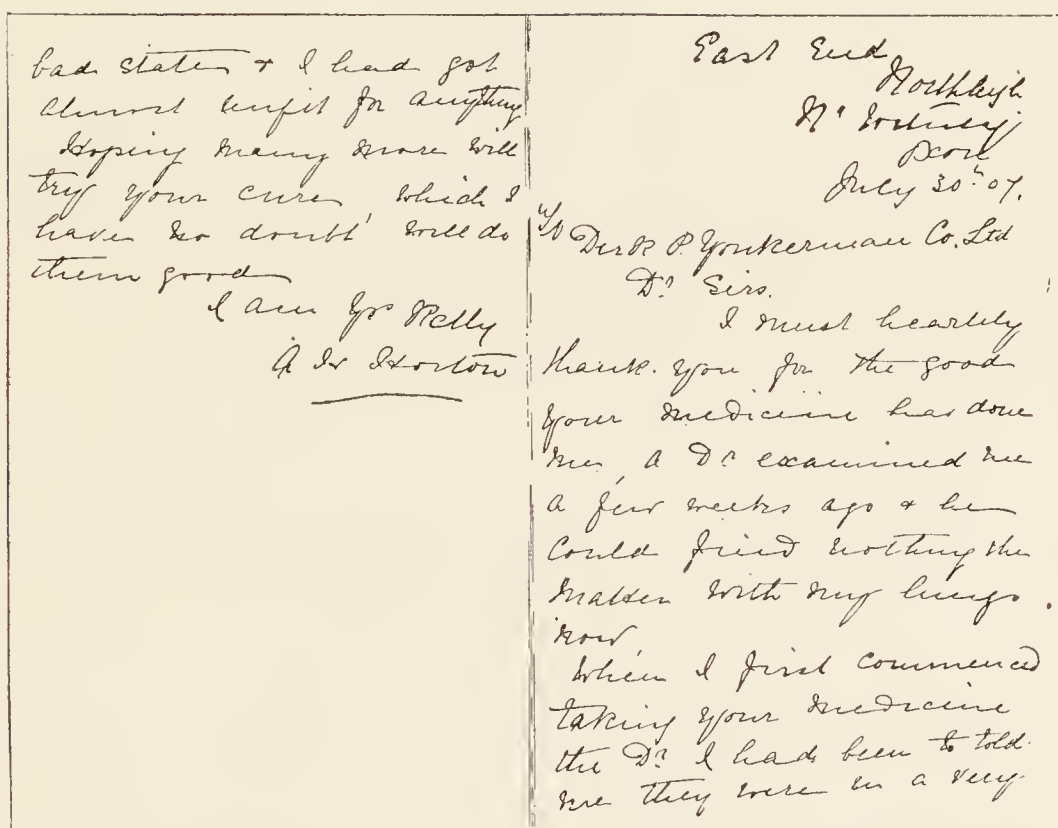 East End
Northleigh
Nr Witney
Oxon
July 30th 07.
Derk P. Yonkerman Co. Ltd
Dr Sirs.
I must heartily
thank you for the good
your medicine has done
me, a Dr examined me
a few weeks ago & he
could find nothing the
matter with my lungs
now.
When I first commenced
taking your medicine
the Dr I had been to told
me they were in a very
bad state & I had got
almost unfit for anything
Hoping many more will
try your cure, which I
have no doubt will do
them good
I am Yrs Rctly
A W Horton